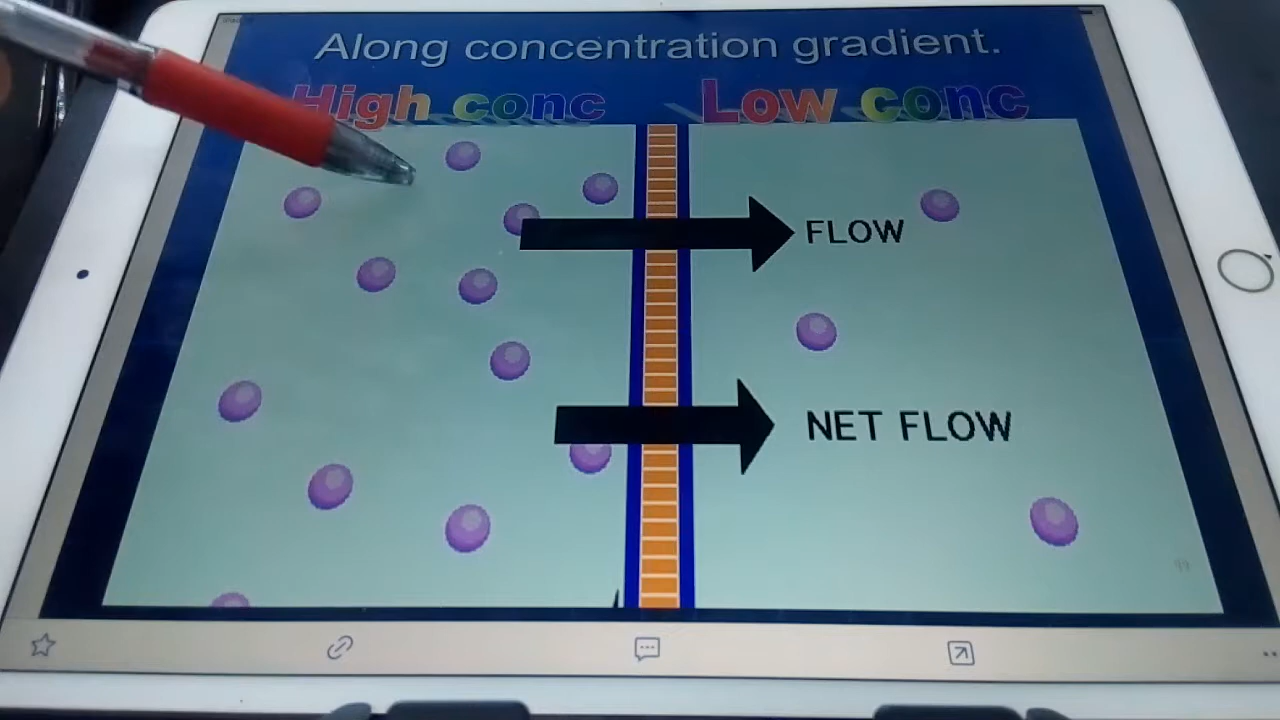 Along concentration gradient.
High conc
Low conc
FLOW
NET FLOW